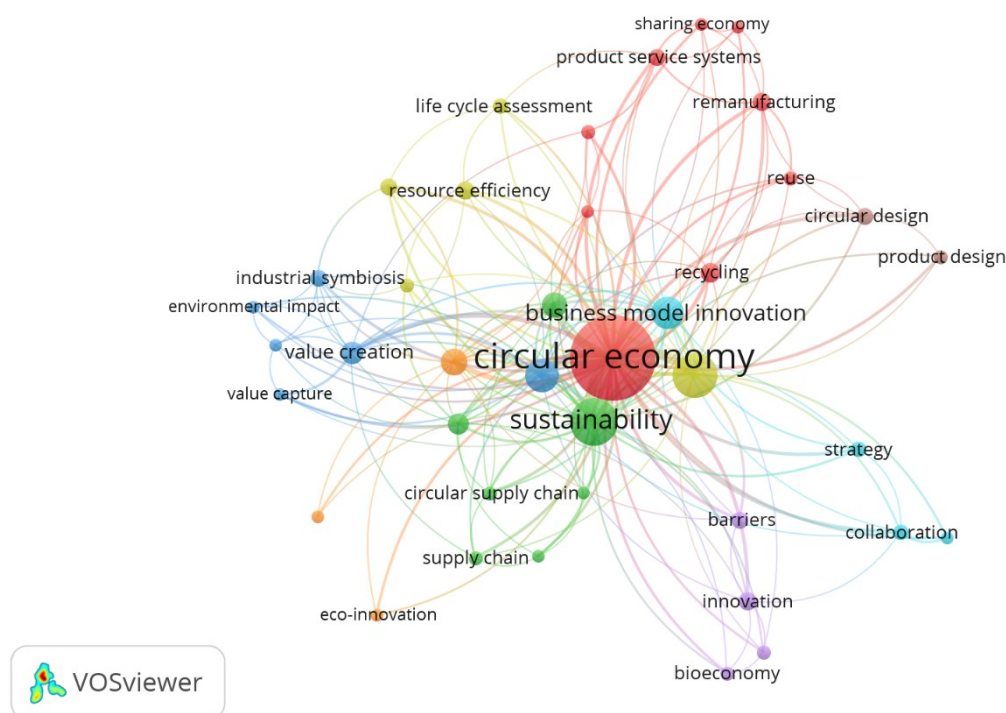 sharing economy
product service systems
life cycle assessment
remanufacturing
reuse
resource efficiency
circular design
product design
recycling
industrial symbiosis
environmental impact
business model innovation
value creation
circular economy
value capture
sustainability
strategy
circular supply chain
barriers
collaboration
supply chain
innovation
eco-innovation
bioeconomy
VOSviewer